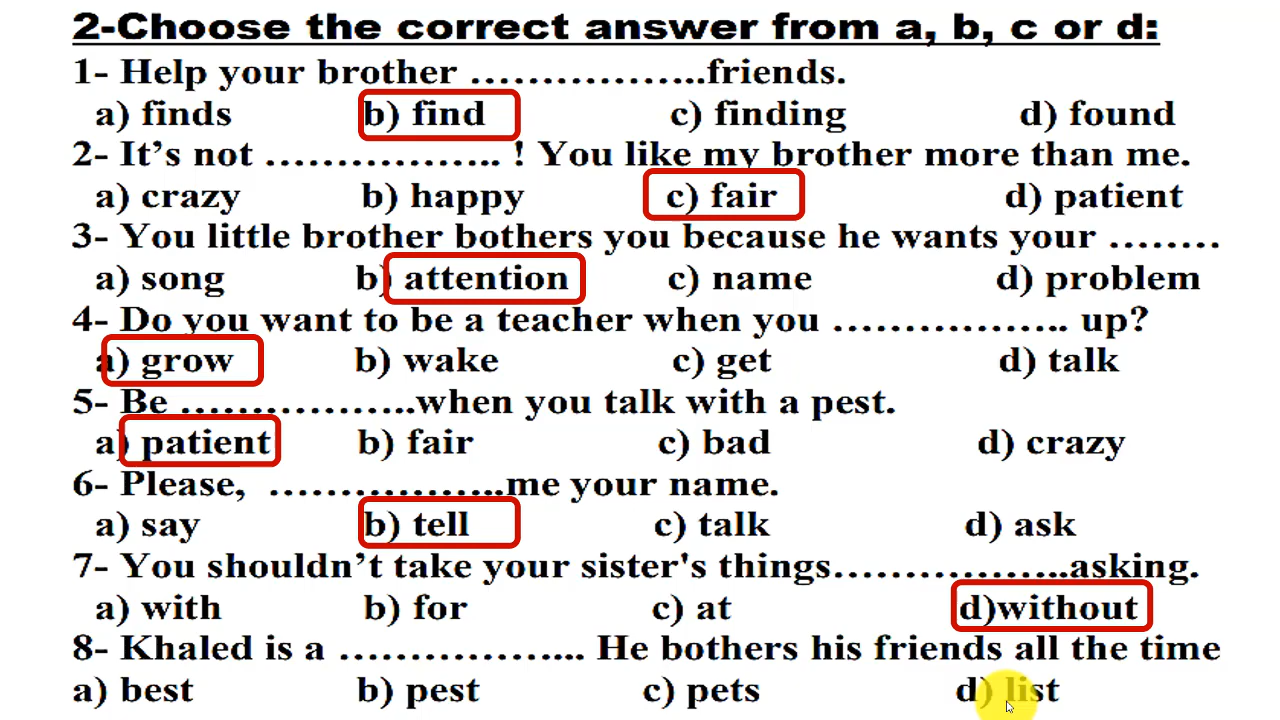 2-Choose the correct answer from a, b, c or d:
1- Help your brother ……………..friends.
a) finds b) find c) finding d) found
2- It’s not …………….. ! You like my brother more than me.
a) crazy b) happy c) fair d) patient
3- You little brother bothers you because he wants your ……..
a) song b) attention c) name d) problem
4- Do you want to be a teacher when you …………….. up?
a) grow b) wake c) get d) talk
5- Be ……………..when you talk with a pest.
a) patient b) fair c) bad d) crazy
6- Please, ……………..me your name.
a) say b) tell c) talk d) ask
7- You shouldn’t take your sister's things……………..asking.
a) with b) for c) at d)without
8- Khaled is a ……………... He bothers his friends all the time
a) best b) pest c) pets d) list